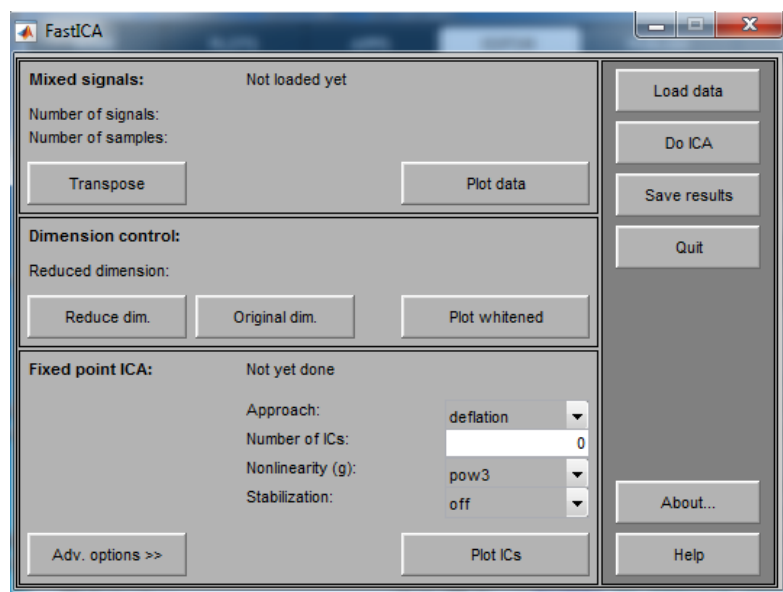 FastICA
Mixed signals: Not loaded yet
Number of signals:
Number of samples:
Transpose Plot data
Dimension control:
Reduced dimension:
Reduce dim. Original dim. Plot whitened
Fixed point ICA: Not yet done
Approach: deflation
Number of ICs: 0
Nonlinearity (g): pow3
Stabilization: off
Adv. options >> Plot ICs
Load data
Do ICA
Save results
Quit
About...
Help